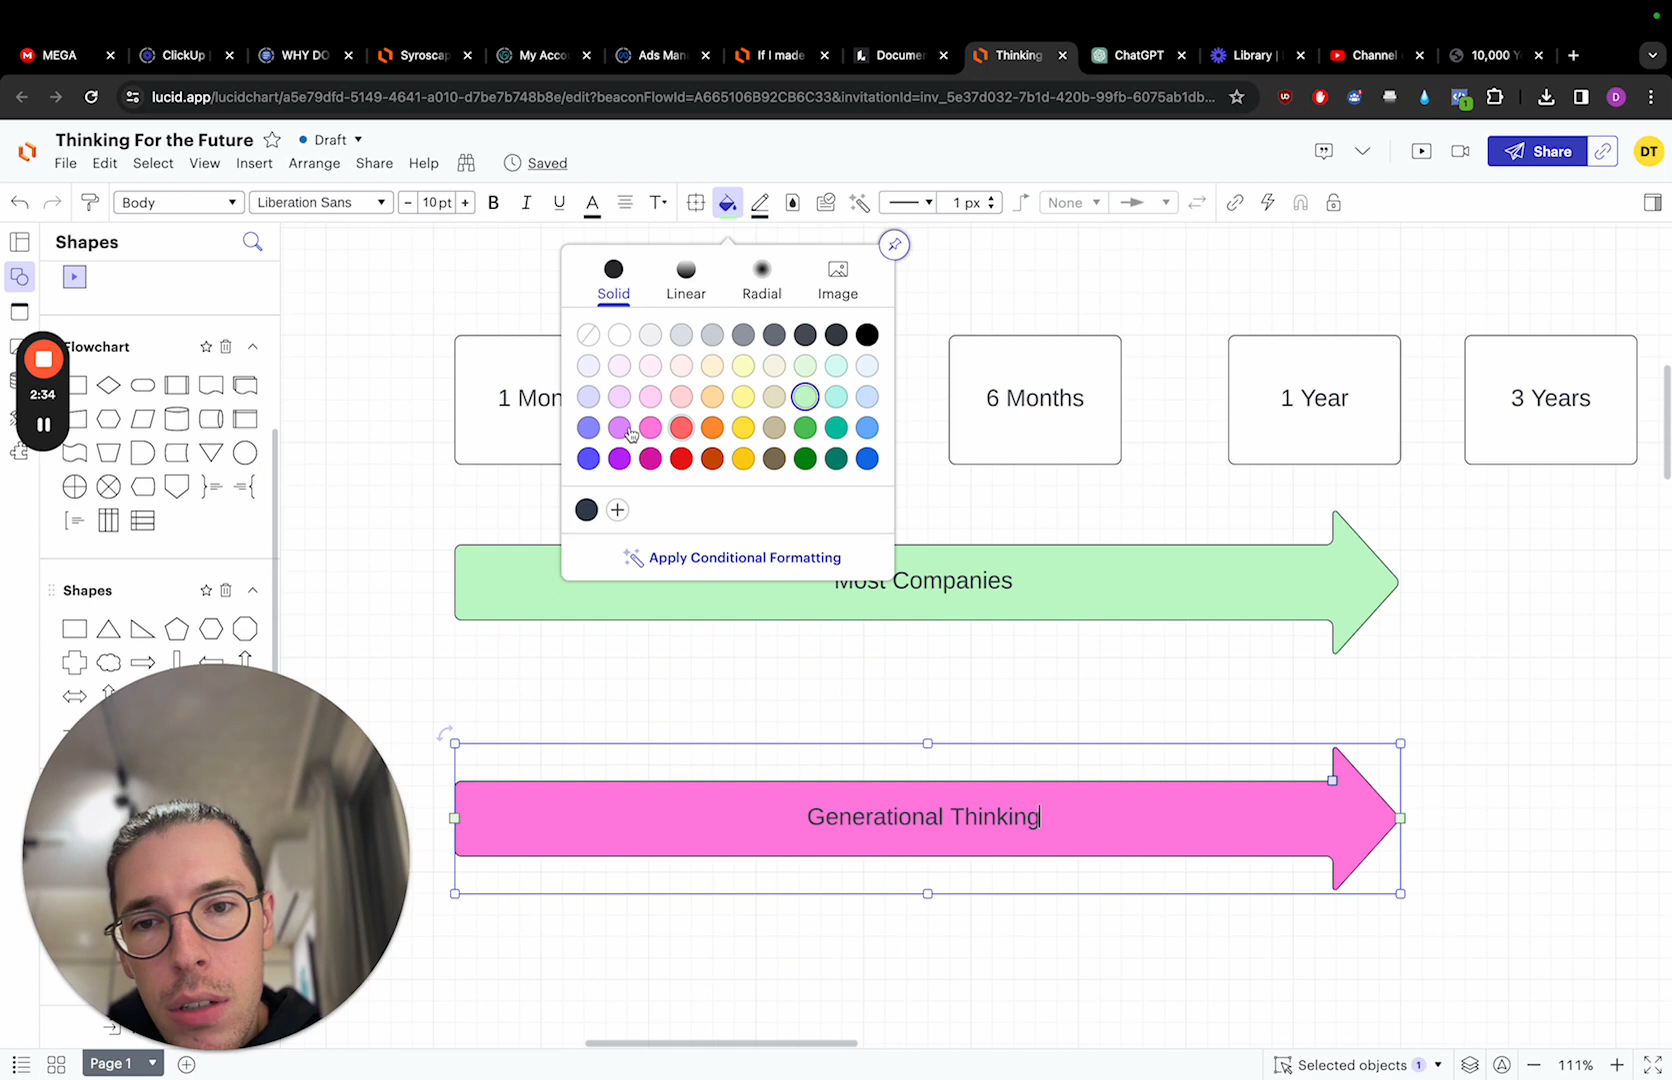 MEGA
ClickUp
WHY DO
Syroscap
My Acco
Ads Man
If I made
Documen
Thinking
ChatGPT
Library |
Channel
10,000 Y
lucid.app/lucidchart/a5e79dfd-5149-4641-a010-d7be7b748b8e/edit?beaconFlowId=A665106B92CB6C33&invitationId=inv_5e37d032-7b1d-420b-99fb-6075ab1db...
1
D
Thinking For the Future
Draft
File Edit Select View Insert Arrange Share Help
Saved
Share
DT
Body
Liberation Sans
− 10 pt +
B I U A T
1 px
None
Shapes
Solid
Linear
Radial
Image
Flowchart
2:34
1 Mon
6 Months
1 Year
3 Years
Apply Conditional Formatting
Most Companies
Shapes
Generational Thinking
Page 1
Selected objects 1
111%